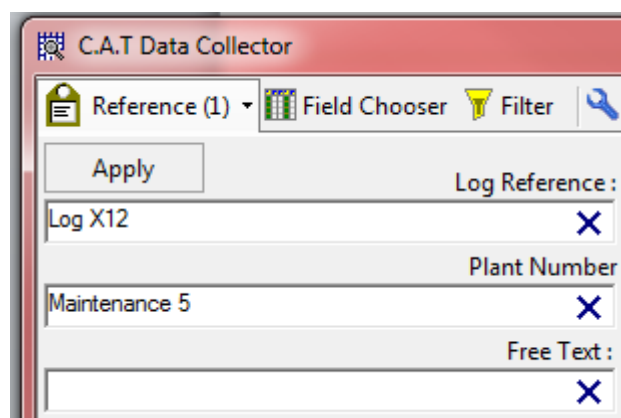 C.A.T Data Collector
Reference (1) Field Chooser Filter
Apply
Log Reference :
Log X12
Plant Number
Maintenance 5
Free Text :